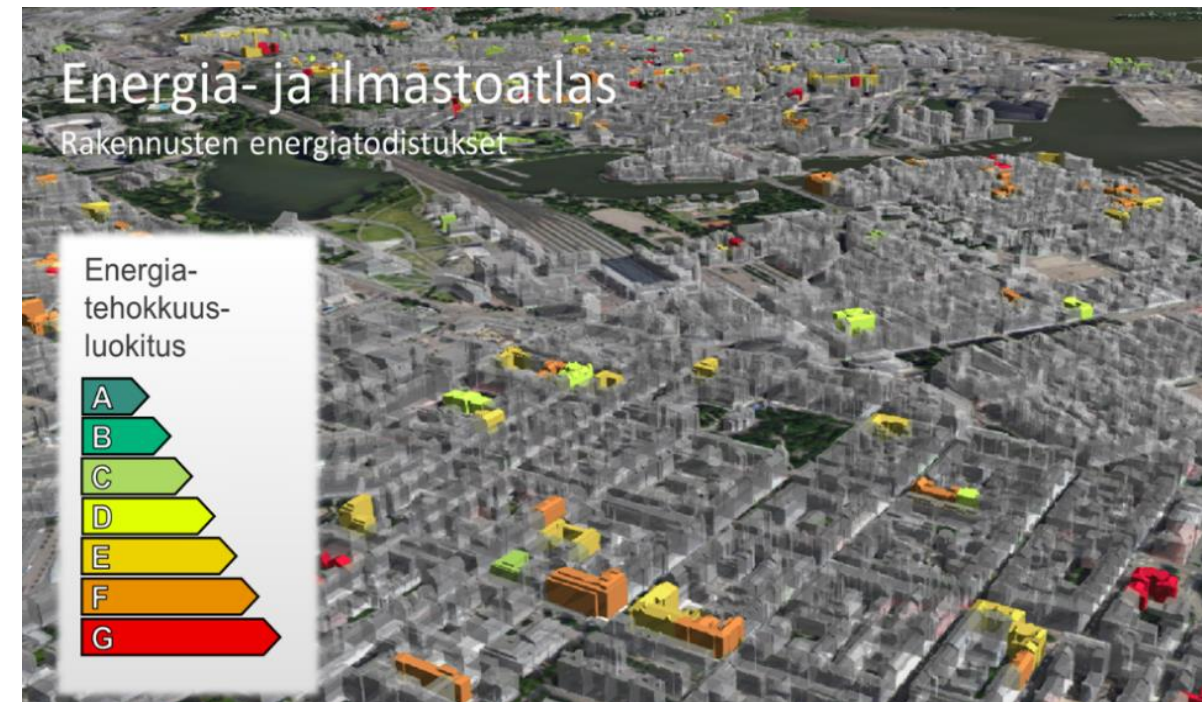 Energia- ja ilmastoatlas
Rakennusten energiatodistukset
Energia-
tehokkuus-
luokitus
A
B
C
D
E
F
G